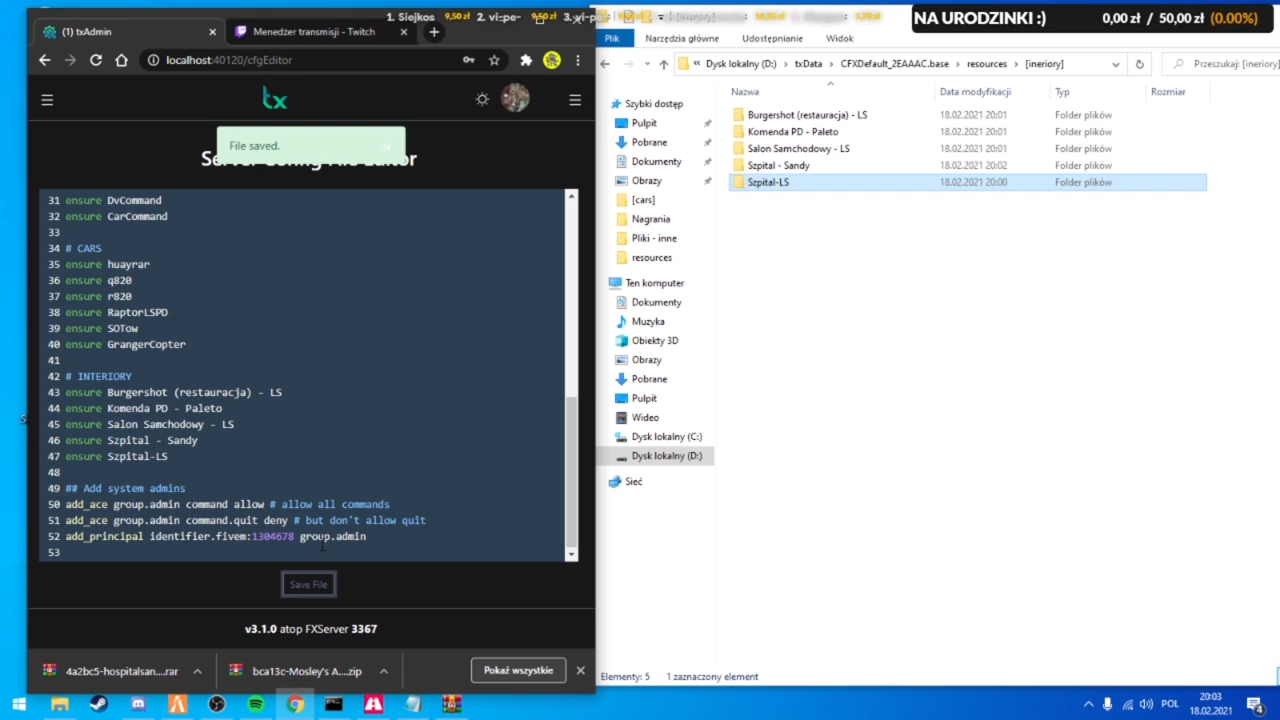 1. Siejkos 9,50 zł 2. vi-pe- 9,50 zł 3. vi-p
(1) txAdmin
Menedżer transmisji - Twitch
localhost:40120/cfgEditor
tx
File saved.
31 ensure DvCommand
32 ensure CarCommand
33
34 # CARS
35 ensure huayrar
36 ensure q820
37 ensure r820
38 ensure RaptorLSPD
39 ensure SOTow
40 ensure GrangerCopter
41
42 # INTERIORY
43 ensure Burgershot (restauracja) - LS
44 ensure Komenda PD - Paleto
45 ensure Salon Samchodowy - LS
46 ensure Szpital - Sandy
47 ensure Szpital-LS
48
49 ## Add system admins
50 add_ace group.admin command allow # allow all commands
51 add_ace group.admin command.quit deny # but don't allow quit
52 add_principal identifier.fivem:1304678 group.admin
53
Save File
v3.1.0 atop FXServer 3367
4a2bc5-hospitalsan....rar
bca13c-Mosley's A....zip
Pokaż wszystkie
NA URODZINKI :) 0,00 zł / 50,00 zł (0.00%)
Plik Narzędzia główne Udostępnianie Widok
« Dysk lokalny (D:) > txData > CFXDefault_2EAAAC.base > resources > [ineriory]
Przeszukaj: [ineriory]
Nazwa Data modyfikacji Typ Rozmiar
Burgershot (restauracja) - LS 18.02.2021 20:01 Folder plików
Komenda PD - Paleto 18.02.2021 20:01 Folder plików
Salon Samchodowy - LS 18.02.2021 20:01 Folder plików
Szpital - Sandy 18.02.2021 20:02 Folder plików
Szpital-LS 18.02.2021 20:00 Folder plików
Szybki dostęp
Pulpit
Pobrane
Dokumenty
Obrazy
[cars]
Nagrania
Pliki - inne
resources
Ten komputer
Dokumenty
Muzyka
Obiekty 3D
Obrazy
Pobrane
Pulpit
Wideo
Dysk lokalny (C:)
Dysk lokalny (D:)
Sieć
Elementy: 5 1 zaznaczony element
POL
20:03
18.02.2021
4